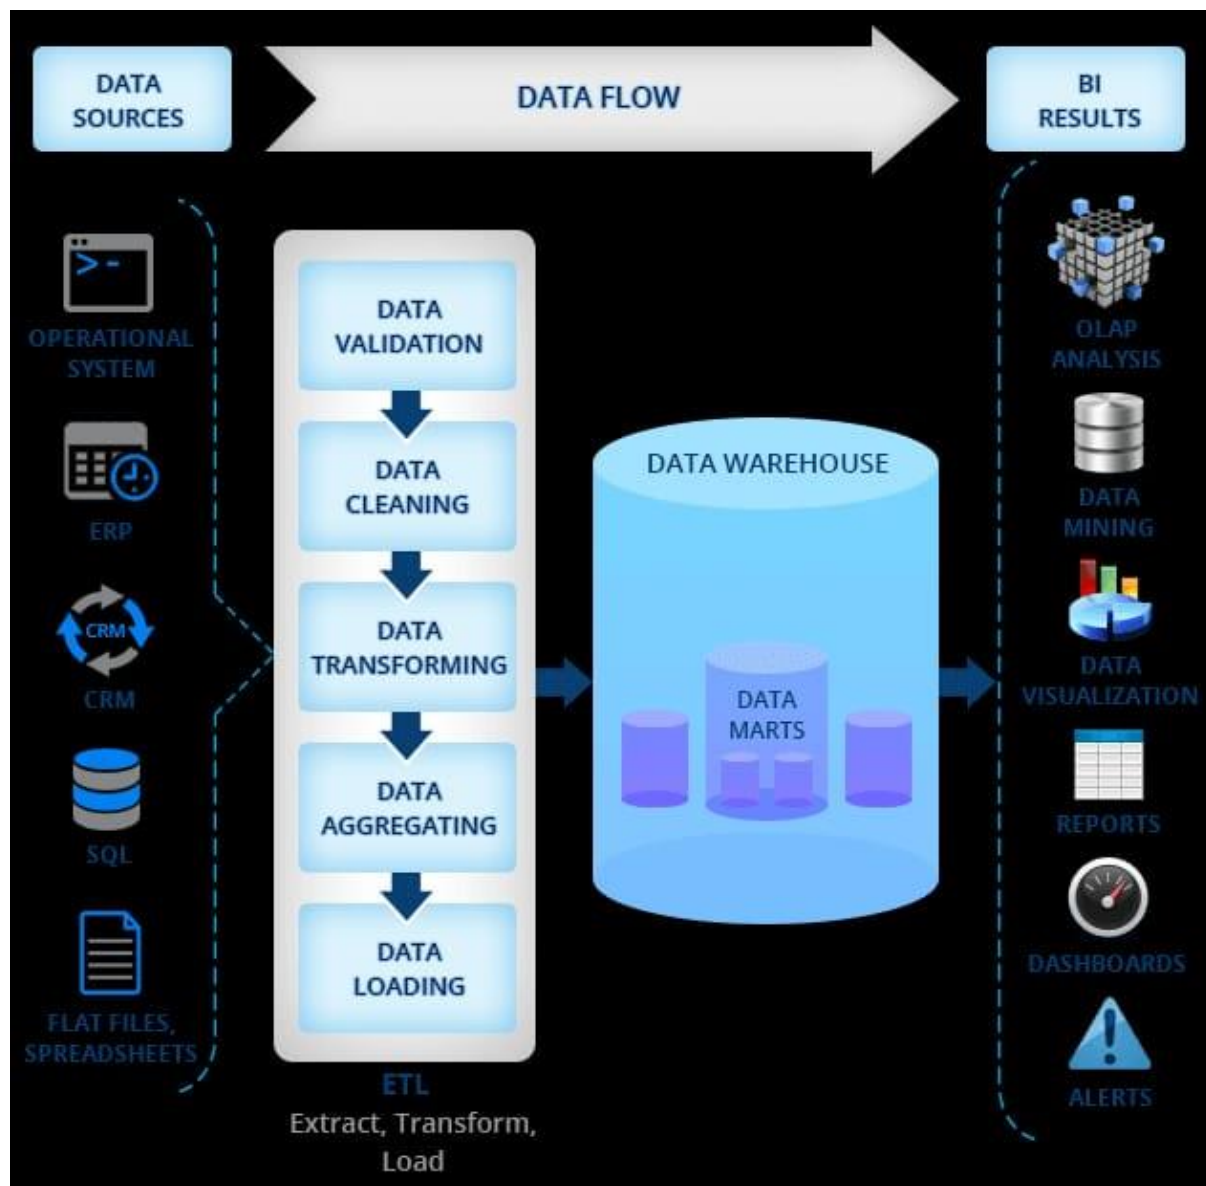 DATA
SOURCES
DATA FLOW
BI
RESULTS
>-
OPERATIONAL
SYSTEM
ERP
CRM
CRM
SQL
FLAT FILES,
SPREADSHEETS
DATA
VALIDATION
DATA
CLEANING
DATA
TRANSFORMING
DATA
AGGREGATING
DATA
LOADING
ETL
Extract, Transform,
Load
DATA WAREHOUSE
DATA
MARTS
OLAP
ANALYSIS
DATA
MINING
DATA
VISUALIZATION
REPORTS
DASHBOARDS
ALERTS